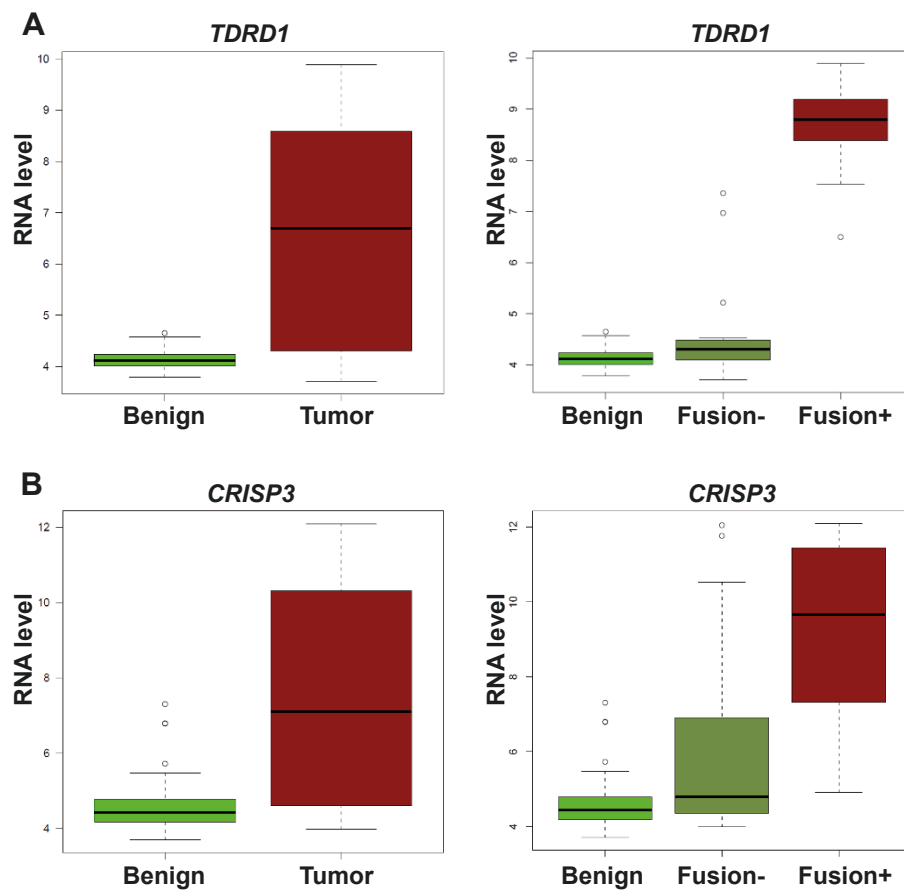 A
TDRD1
TDRD1
RNA level
10
9
8
7
6
5
4
Benign
Tumor
RNA level
10
9
8
7
6
5
4
Benign
Fusion-
Fusion+
B
CRISP3
CRISP3
RNA level
12
10
8
6
4
Benign
Tumor
RNA level
12
10
8
6
4
Benign
Fusion-
Fusion+